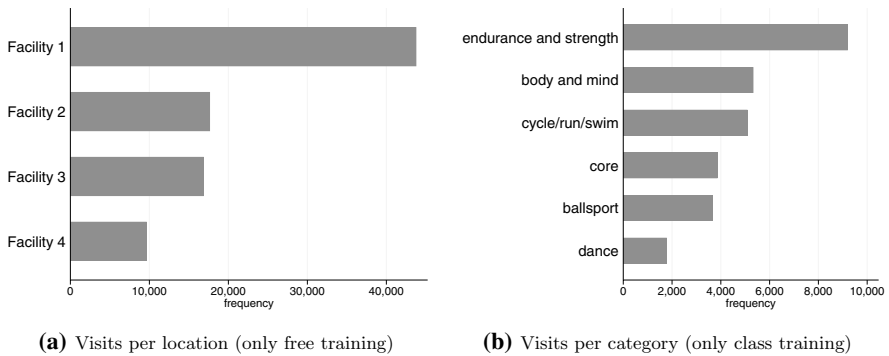 Facility 1
Facility 2
Facility 3
Facility 4
0 10,000 20,000 30,000 40,000
frequency
(a) Visits per location (only free training)
endurance and strength
body and mind
cycle/run/swim
core
ballsport
dance
0 2,000 4,000 6,000 8,000 10,000
frequency
(b) Visits per category (only class training)